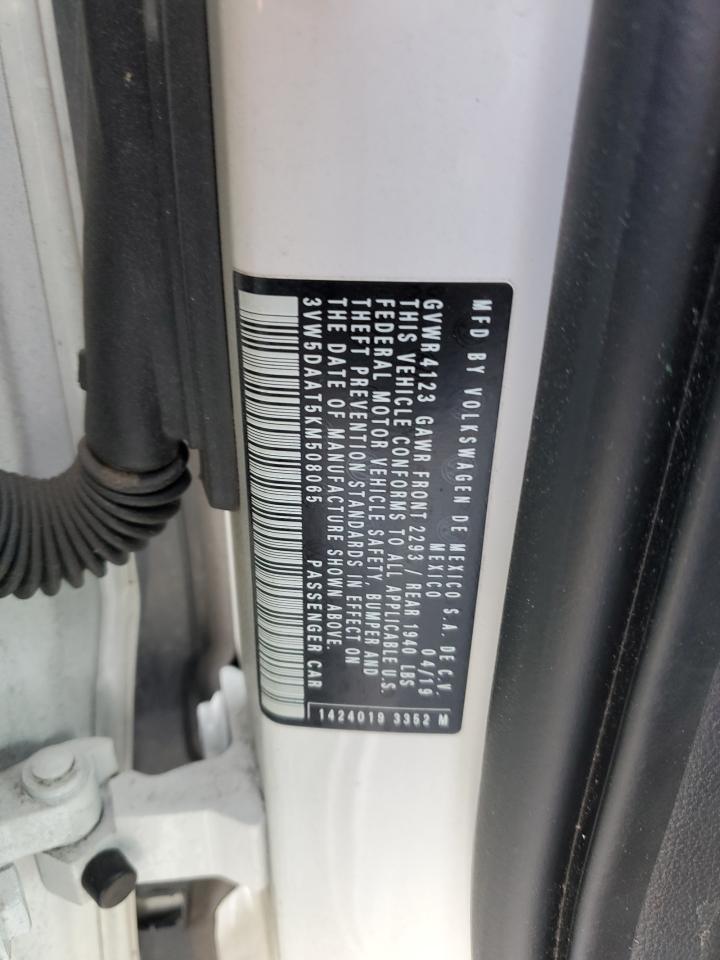 MFD BY VOLKSWAGEN DE MEXICO S.A. DE C.V.
MEXICO 04/19
GVWR 4123 GAWR FRONT 2293 / REAR 1940 LBS
THIS VEHICLE CONFORMS TO ALL APPLICABLE U.S.
FEDERAL MOTOR VEHICLE SAFETY, BUMPER AND
THEFT PREVENTION STANDARDS IN EFFECT ON
THE DATE OF MANUFACTURE SHOWN ABOVE.
3VW5DAAT5KM508065 PASSENGER CAR
1424019 3352 M